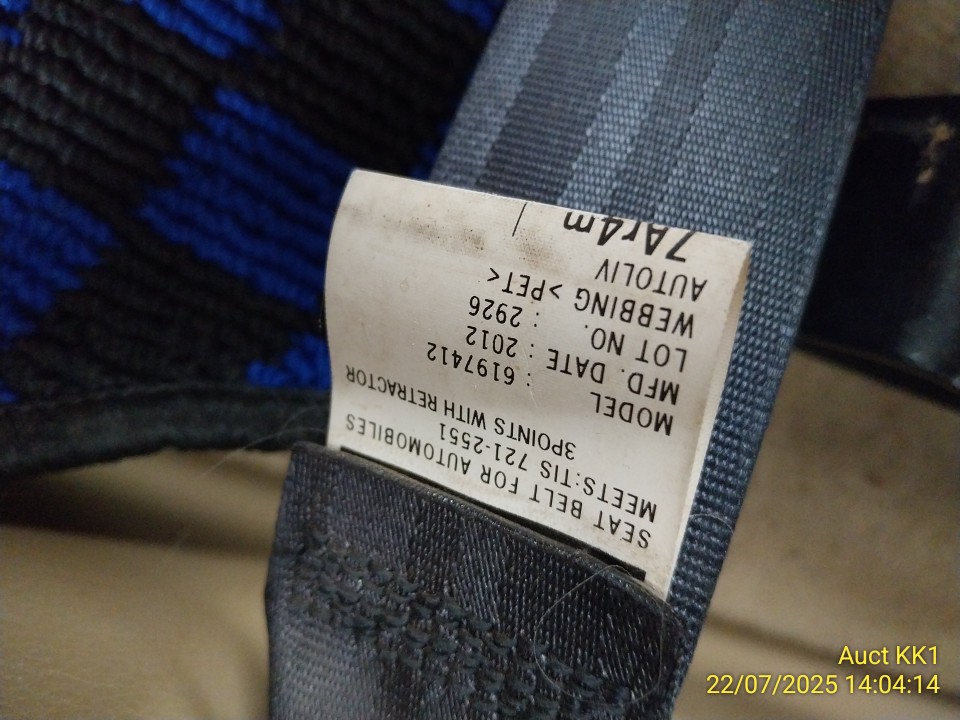 SEAT BELT FOR AUTOMOBILES
MEETS:TIS 721-2551
3POINTS WITH RETRACTOR
MODEL : 6197412
MFD. DATE : 2012
LOT NO. : 2926
WEBBING >PET<
AUTOLIV
7Ar4m
Auct KK1
22/07/2025 14:04:14